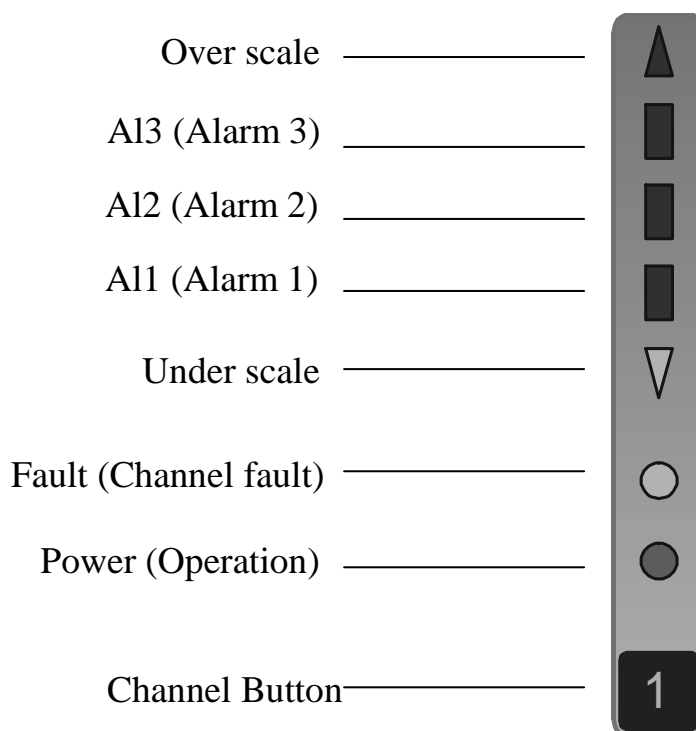 Over scale
Al3 (Alarm 3)
Al2 (Alarm 2)
Al1 (Alarm 1)
Under scale
Fault (Channel fault)
Power (Operation)
Channel Button
1